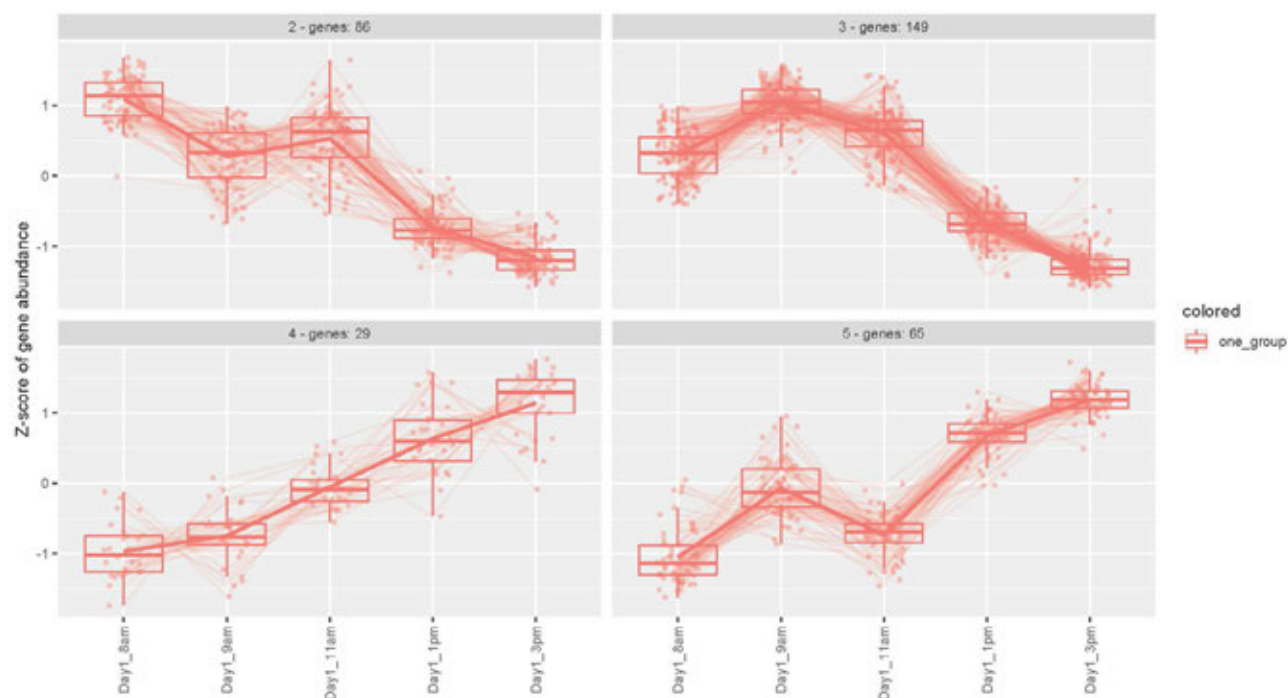 2 - genes: 86
3 - genes: 149
1
0
-1
4 - genes: 29
5 - genes: 65
1
0
-1
Z-score of gene abundance
Day1_8am
Day1_9am
Day1_11am
Day1_1pm
Day1_3pm
Day1_8am
Day1_9am
Day1_11am
Day1_1pm
Day1_3pm
colored
one_group